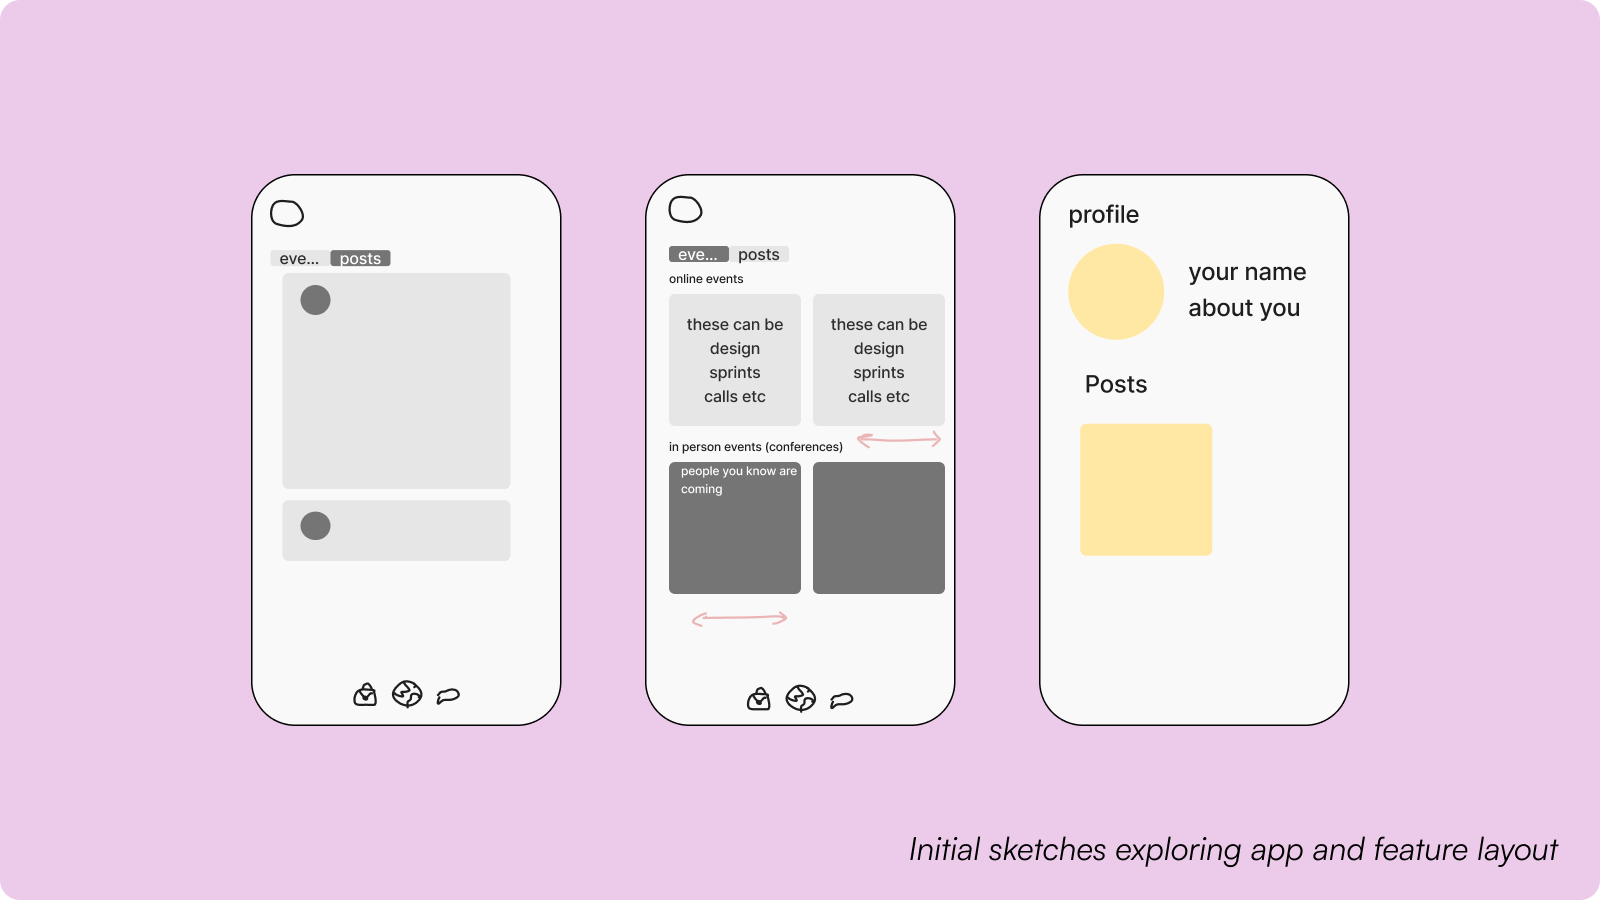 eve... posts
eve... posts
online events
these can be
design
sprints
calls etc
these can be
design
sprints
calls etc
in person events (conferences)
people you know are
coming
profile
your name
about you
Posts
Initial sketches exploring app and feature layout